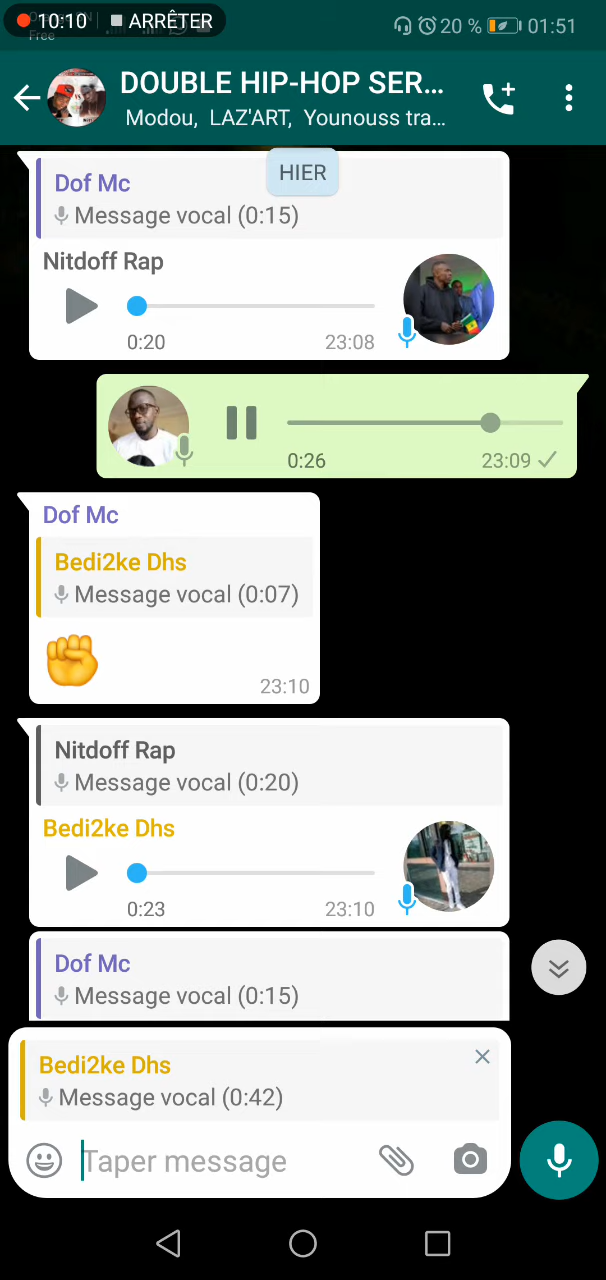 10:10 ARRÊTER
20 % 01:51
Free
DOUBLE HIP-HOP SER...
Modou, LAZ'ART, Younouss tra...
HIER
Dof Mc
Message vocal (0:15)
Nitdoff Rap
0:20 23:08
0:26 23:09
Dof Mc
Bedi2ke Dhs
Message vocal (0:07)
23:10
Nitdoff Rap
Message vocal (0:20)
Bedi2ke Dhs
0:23 23:10
Dof Mc
Message vocal (0:15)
Bedi2ke Dhs
Message vocal (0:42)
Taper message